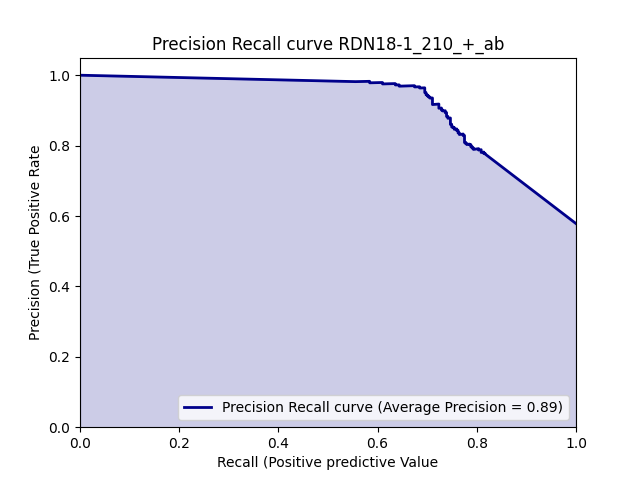 Precision Recall curve RDN18-1_210_+_ab
1.0
0.8
0.6
0.4
0.2
0.0
Precision (True Positive Rate
Precision Recall curve (Average Precision = 0.89)
0.0 0.2 0.4 0.6 0.8 1.0
Recall (Positive predictive Value